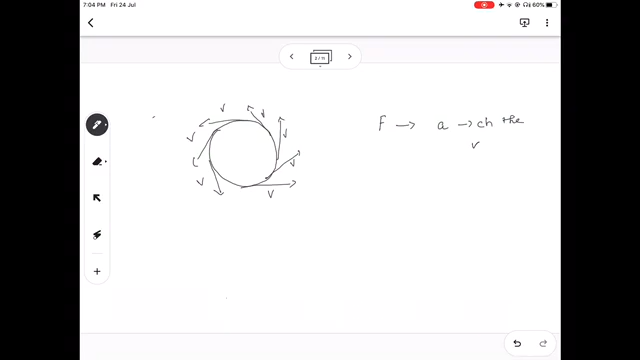 7:04 PM Fri 24 Jul
60%
2 / 11
F → a → ch the
v
v
v
v
v
v
v
v